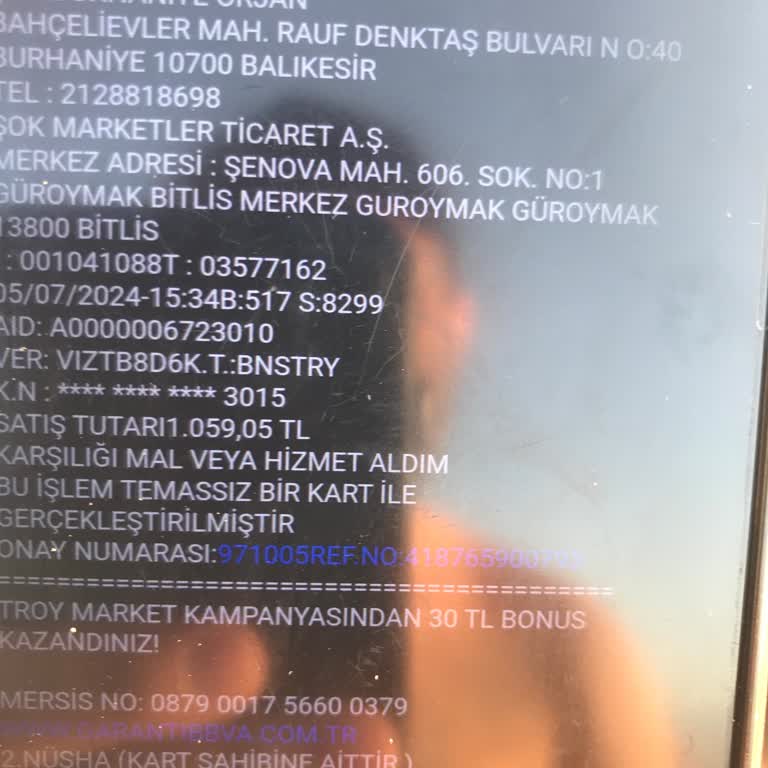 BAHÇELİEVLER MAH. RAUF DENKTAŞ BULVARI N O:40
BURHANİYE 10700 BALIKESİR
TEL : 2128818698
ŞOK MARKETLER TİCARET A.Ş.
MERKEZ ADRESİ : ŞENOVA MAH. 606. SOK. NO:1
GÜROYMAK BİTLİS MERKEZ GUROYMAK GÜROYMAK
13800 BİTLİS
: 001041088T : 03577162
05/07/2024-15:34B:517 S:8299
AID: A0000006723010
VER: VIZTB8D6K.T.:BNSTRY
K.N : **** **** **** 3015
SATIŞ TUTARI1.059,05 TL
KARŞILIĞI MAL VEYA HİZMET ALDIM
BU İŞLEM TEMASSIZ BİR KART İLE
GERÇEKLEŞTİRİLMİŞTİR
ONAY NUMARASI:971005REF.NO:
=============================================
TROY MARKET KAMPANYASINDAN 30 TL BONUS
KAZANDINIZ!
MERSİS NO: 0879 0017 5660 0379
WWW.GARANTIBBVA.COM.TR
2.NÜSHA (KART SAHİBİNE AİTTİR )